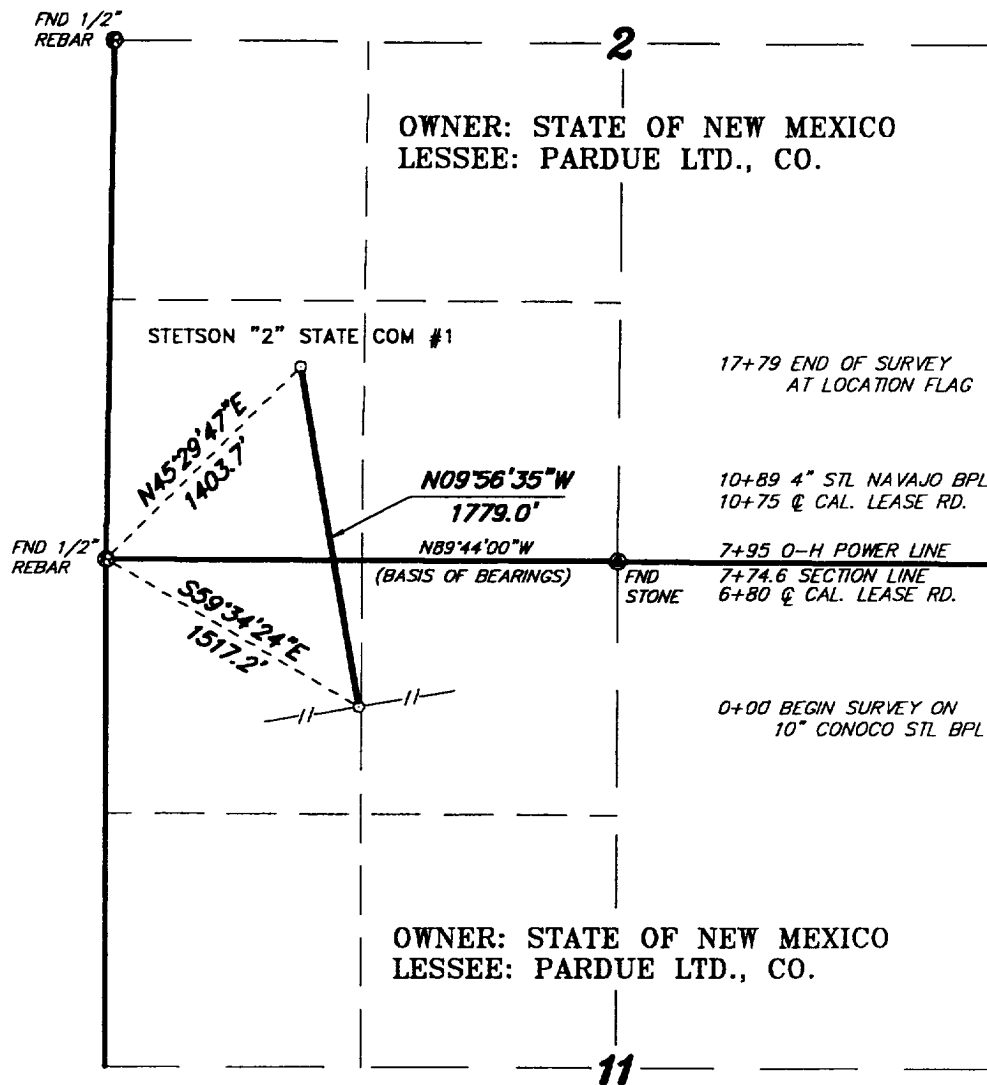 FND 1/2"
REBAR
2
OWNER: STATE OF NEW MEXICO
LESSEE: PARDUE LTD., CO.
STETSON "2" STATE COM #1
17+79 END OF SURVEY
AT LOCATION FLAG
N45°29'47"E
1403.7'
N09°56'35"W
1779.0'
10+89 4" STL NAVAJO BPL
10+75 ℄ CAL. LEASE RD.
FND 1/2"
REBAR
N89°44'00"W
(BASIS OF BEARINGS)
FND
STONE
7+95 O-H POWER LINE
7+74.6 SECTION LINE
6+80 ℄ CAL. LEASE RD.
S59°34'24"E
1517.2'
0+00 BEGIN SURVEY ON
10" CONOCO STL BPL
OWNER: STATE OF NEW MEXICO
LESSEE: PARDUE LTD., CO.
11